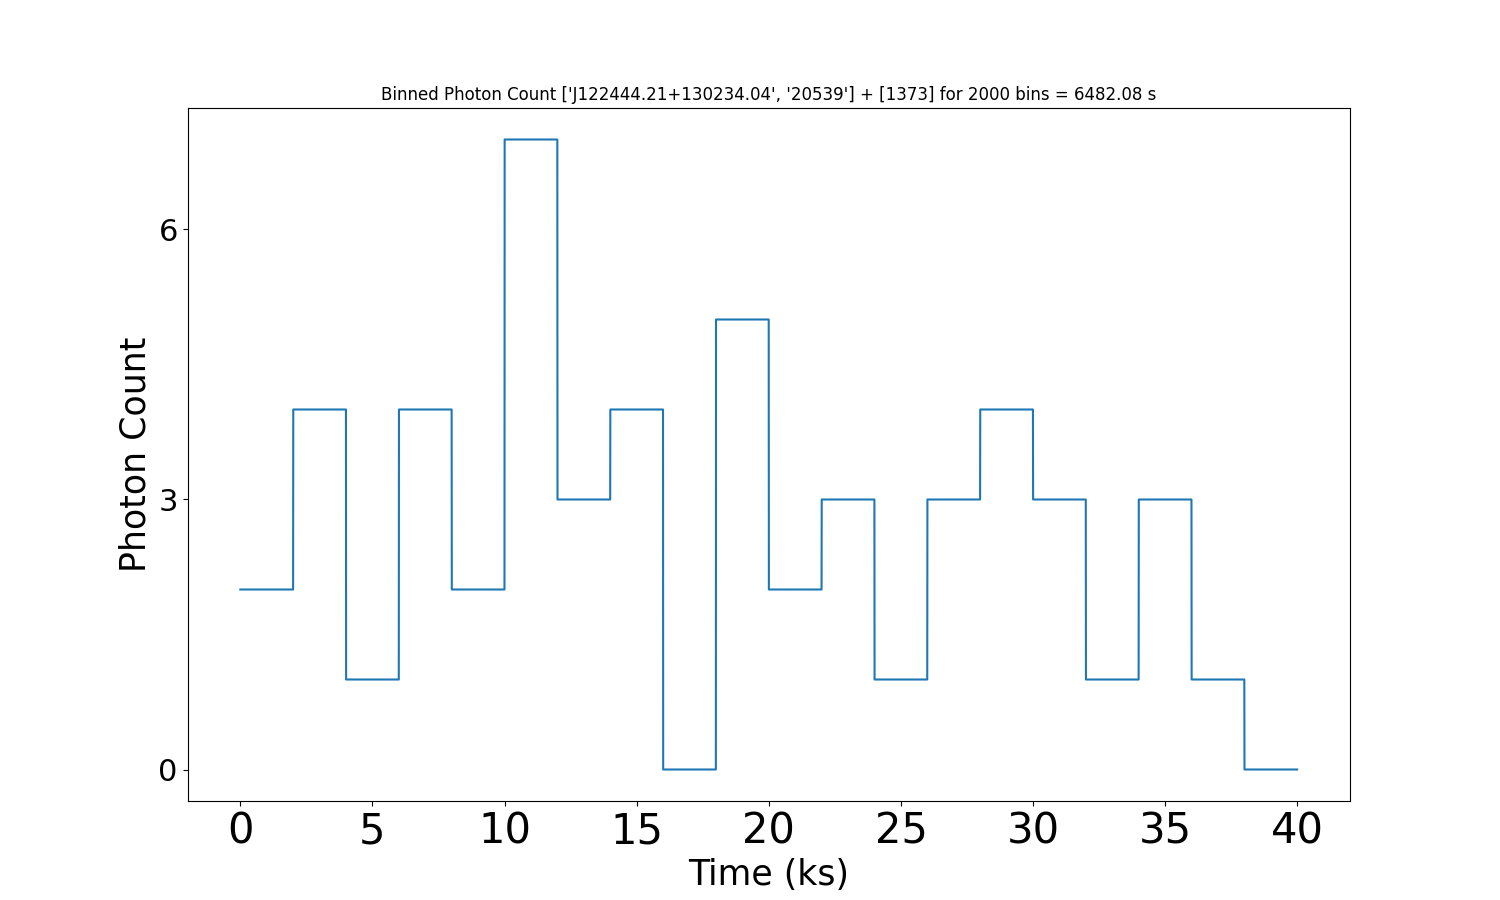 Binned Photon Count ['J122444.21+130234.04', '20539'] + [1373] for 2000 bins = 6482.08 s
Photon Count
6
3
0
0 5 10 15 20 25 30 35 40
Time (ks)